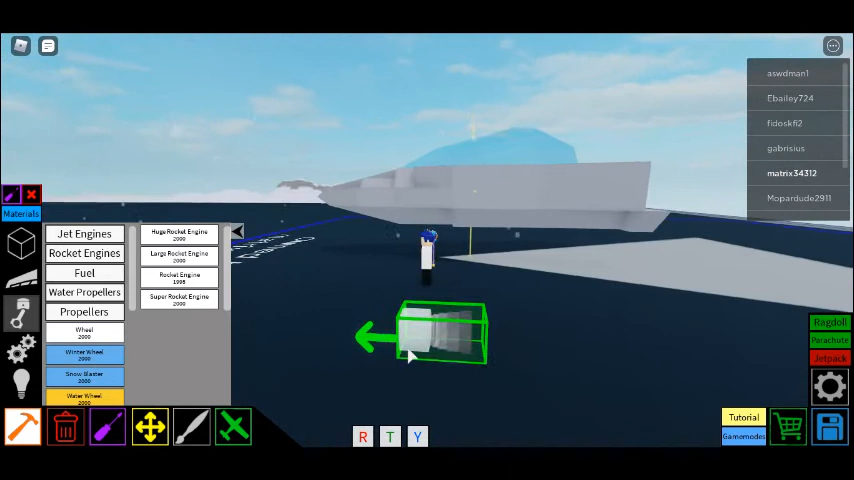 aswdman1
Ebailey724
fidoskfi2
gabrisius
matrix34312
Mopardude2911
Materials
Jet Engines
Rocket Engines
Fuel
Water Propellers
Propellers
Wheel
2000
Winter Wheel
2000
Snow Blaster
2000
Water Wheel
2000
Huge Rocket Engine
2000
Large Rocket Engine
2000
Rocket Engine
1995
Super Rocket Engine
2000
Ragdoll
Parachute
Jetpack
Tutorial
Gamemodes
R T Y